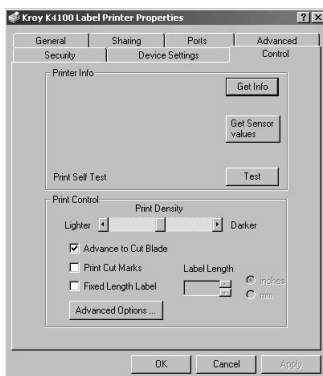 Kroy K4100 Label Printer Properties
General Sharing Ports Advanced
Security Device Settings Control
Printer Info
Get Info
Get Sensor
values
Print Self Test Test
Print Control
Print Density
Lighter Darker
Advance to Cut Blade
Print Cut Marks Label Length
inches
Fixed Length Label
mm
Advanced Options ...
OK Cancel Apply